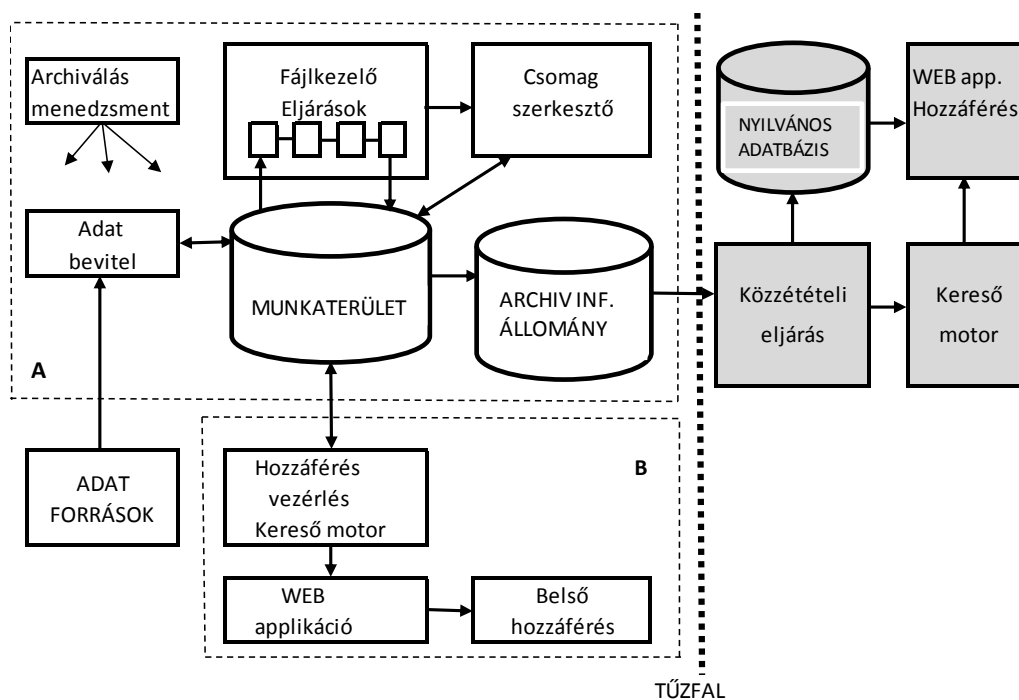 Archiválás
menedzsment
Fájlkezelő
Eljárások
Csomag
szerkesztő
NYILVÁNOS
ADATBÁZIS
WEB app.
Hozzáférés
Adat
bevitel
MUNKATERÜLET
ARCHIV INF.
ÁLLOMÁNY
Közzétételi
eljárás
Kereső
motor
A
ADAT
FORRÁSOK
Hozzáférés
vezérlés
Kereső motor
B
WEB
applikáció
Belső
hozzáférés
TŰZFAL